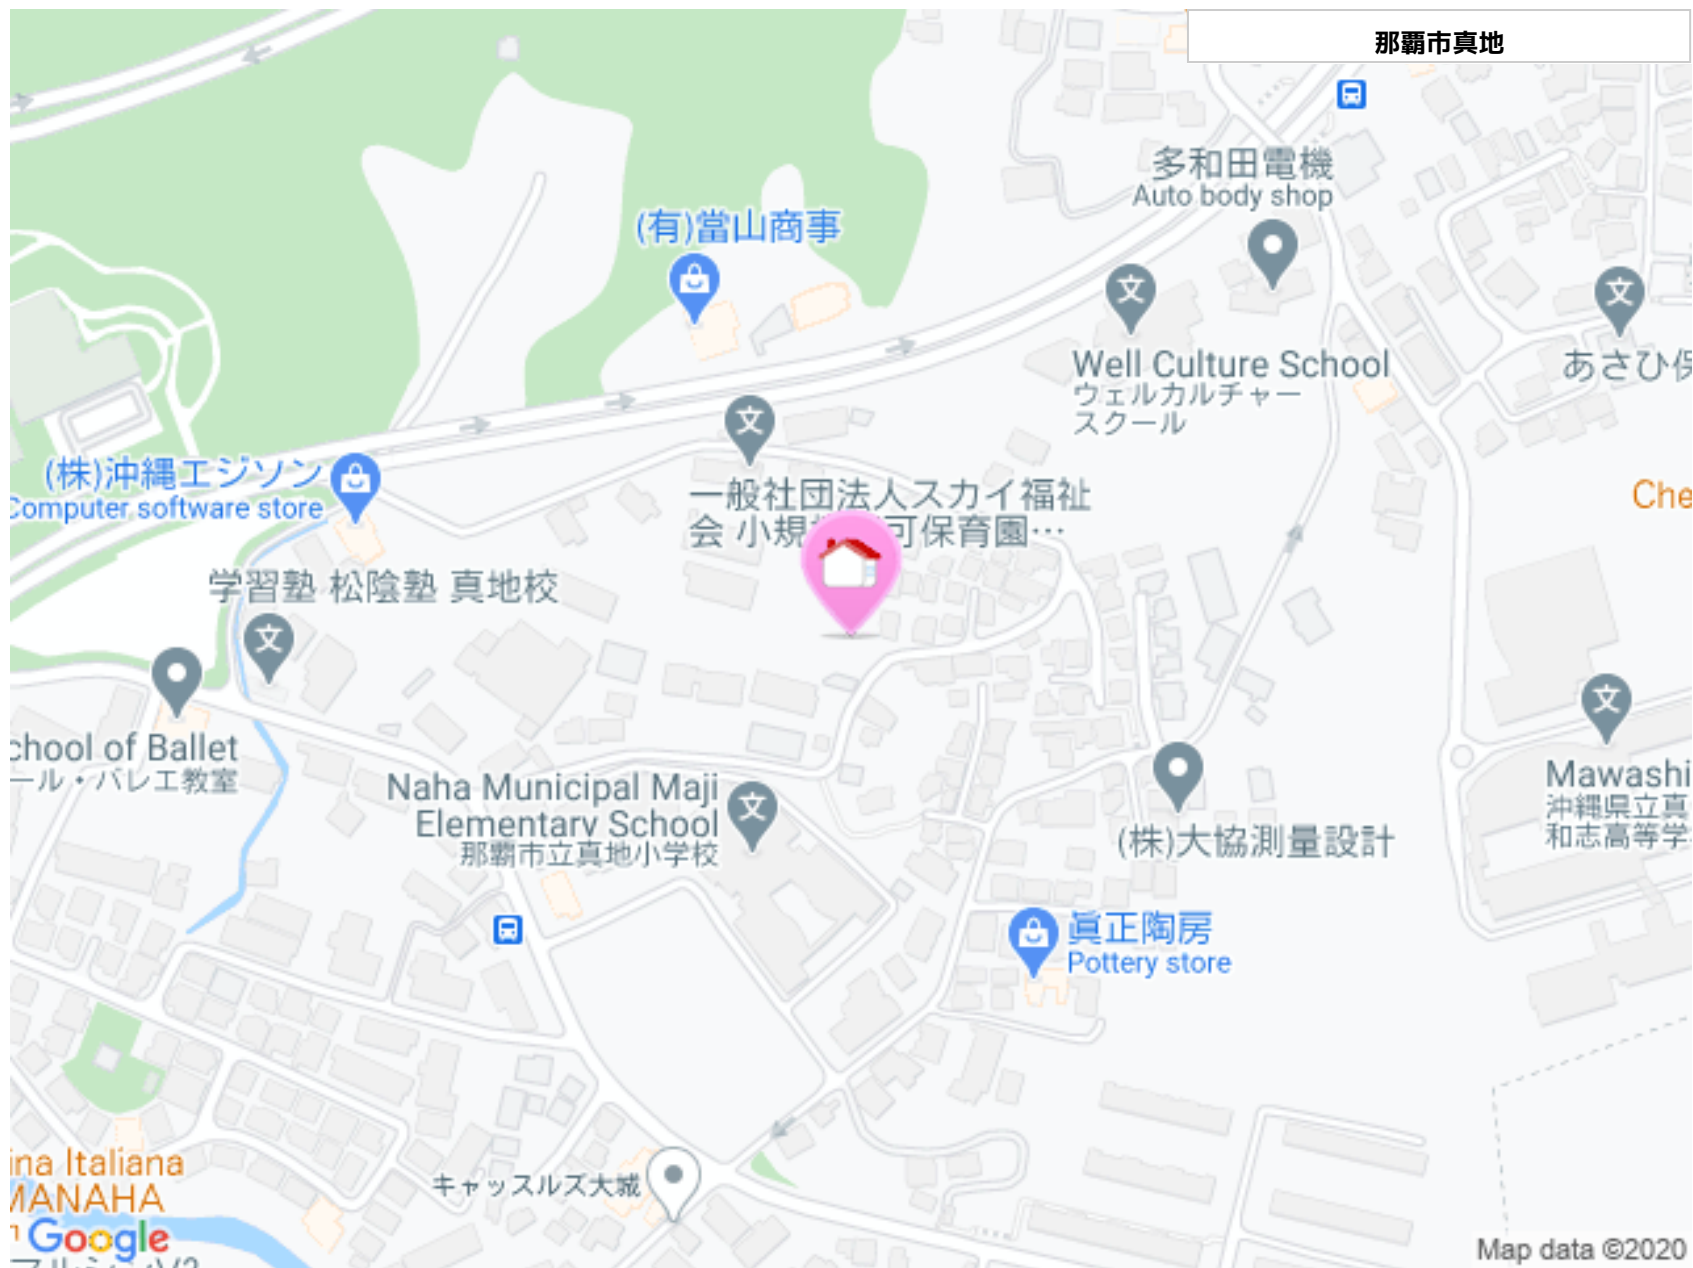 那覇市真地
多和田電機
Auto body shop
(有)當山商事
Well Culture School
ウェルカルチャー
スクール
あさひ保
(株)沖縄エジソン
Computer software store
一般社団法人スカイ福祉
会 小規 可保育園…
Che
学習塾 松陰塾 真地校
chool of Ballet
ール・バレエ教室
Naha Municipal Maji
Elementary School
那覇市立真地小学校
(株)大協測量設計
Mawashi
沖縄県立真
和志高等学
眞正陶房
Pottery store
ina Italiana
MANAHA
キャッスルズ大城
Google
Map data ©2020